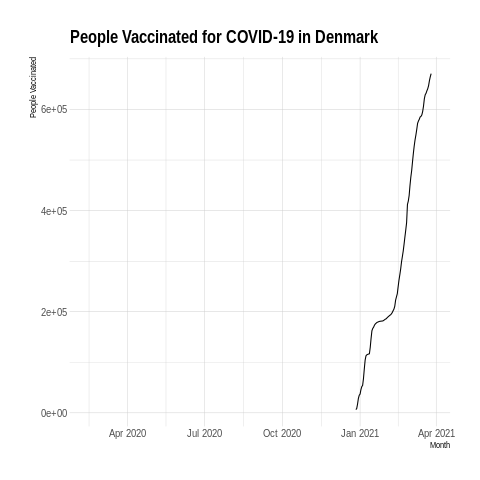 People Vaccinated for COVID-19 in Denmark
People Vaccinated
6e+05
4e+05
2e+05
0e+00
Apr 2020 Jul 2020 Oct 2020 Jan 2021 Apr 2021
Month